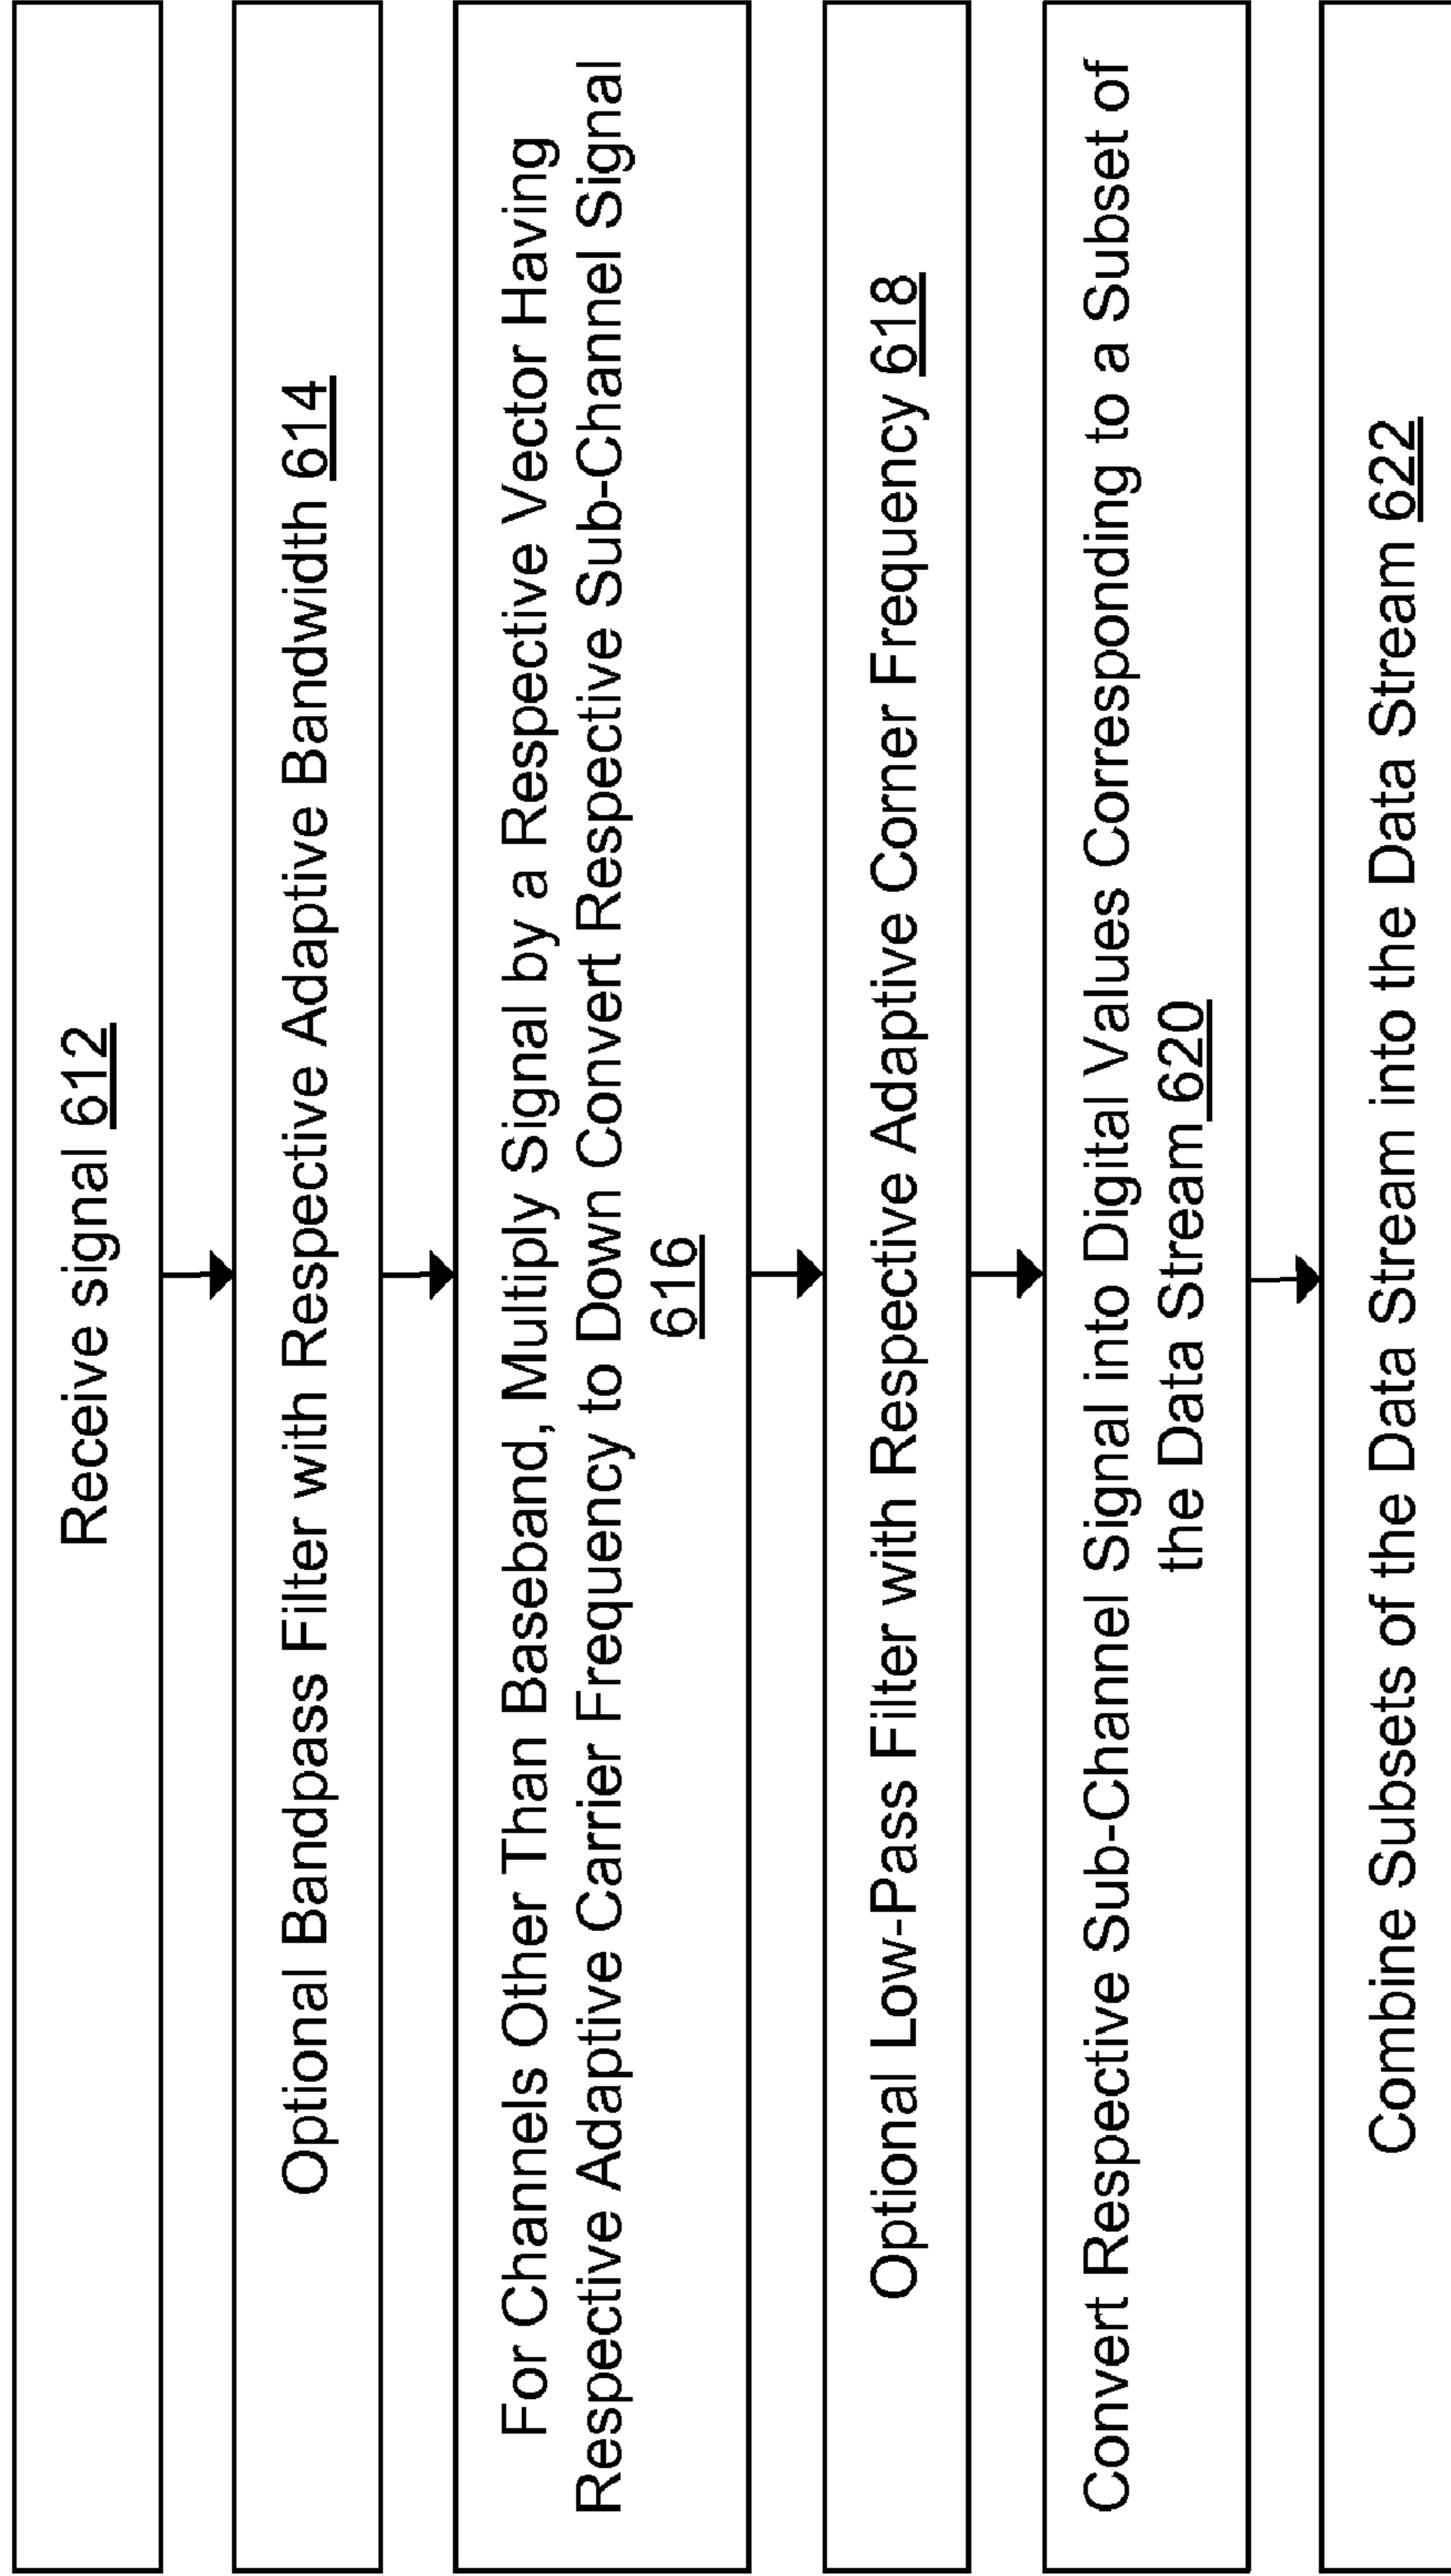 Receive signal 612
Optional Bandpass Filter with Respective Adaptive Bandwidth 614
For Channels Other Than Baseband, Multiply Signal by a Respective Vector Having
Respective Adaptive Carrier Frequency to Down Convert Respective Sub-Channel Signal
616
Optional Low-Pass Filter with Respective Adaptive Corner Frequency 618
Convert Respective Sub-Channel Signal into Digital Values Corresponding to a Subset of
the Data Stream 620
Combine Subsets of the Data Stream into the Data Stream 622